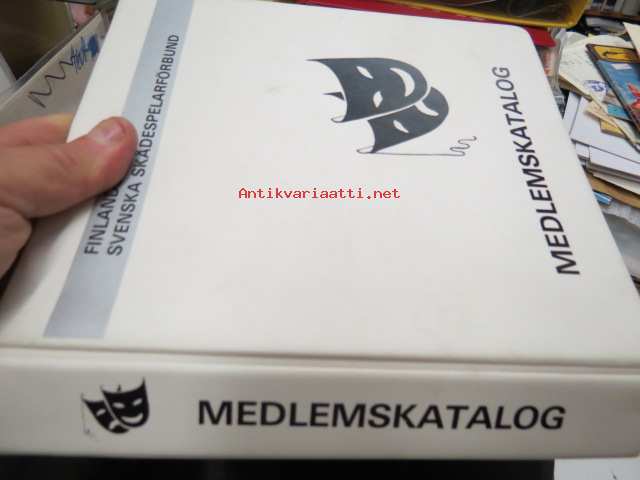 FINLANDS
SVENSKA SKÅDESPELARFÖRBUND
MEDLEMSKATALOG
Antikvariaatti.net
MEDLEMSKATALOG